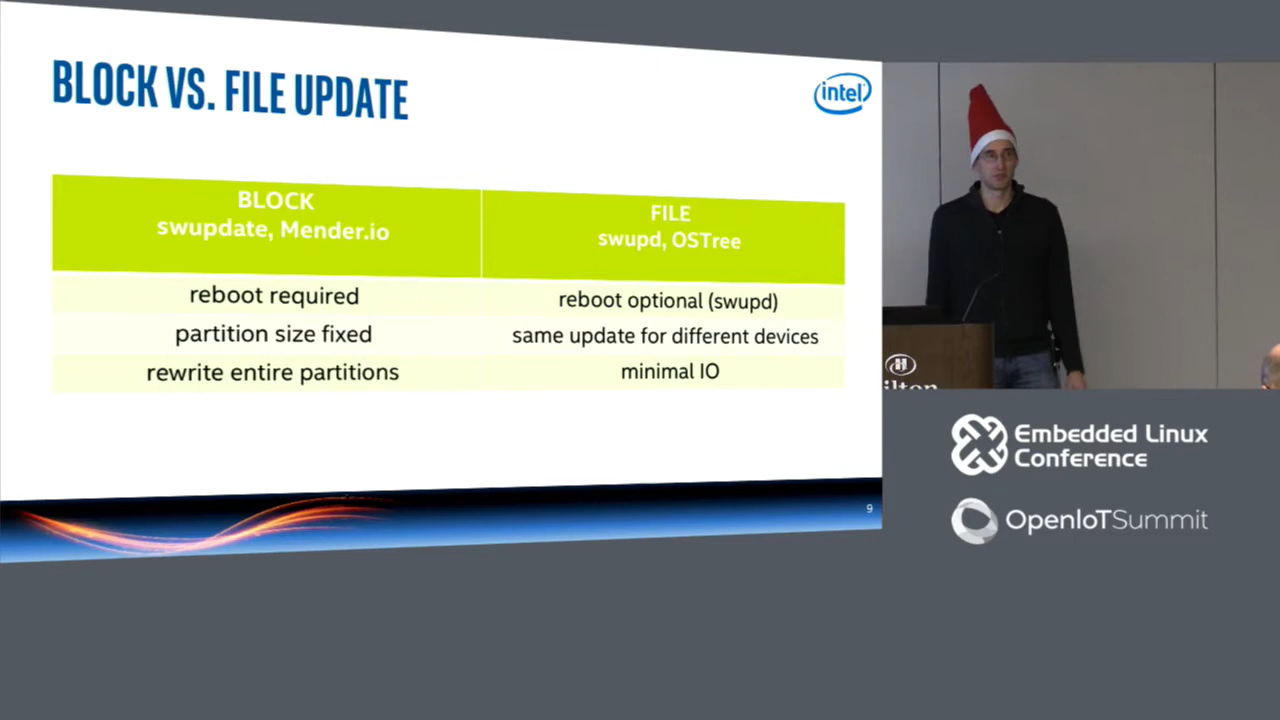 BLOCK VS. FILE UPDATE
intel
BLOCK
swupdate, Mender.io
FILE
swupd, OSTree
reboot required
reboot optional (swupd)
partition size fixed
same update for different devices
rewrite entire partitions
minimal IO
9
H
ilton
Embedded Linux
Conference
OpenIoTSummit